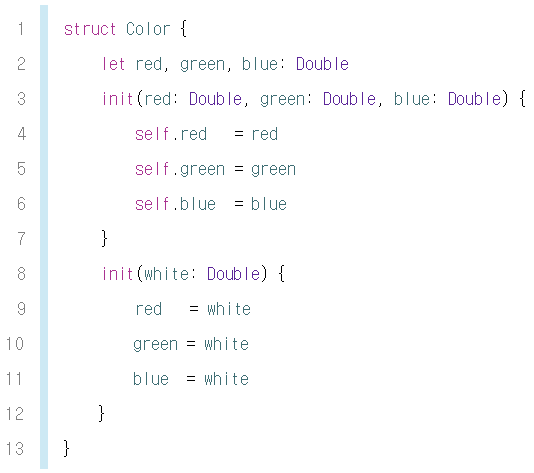 1 struct Color {
2     let red, green, blue: Double
3     init(red: Double, green: Double, blue: Double) {
4         self.red   = red
5         self.green = green
6         self.blue  = blue
7     }
8     init(white: Double) {
9         red   = white
10         green = white
11         blue  = white
12     }
13 }